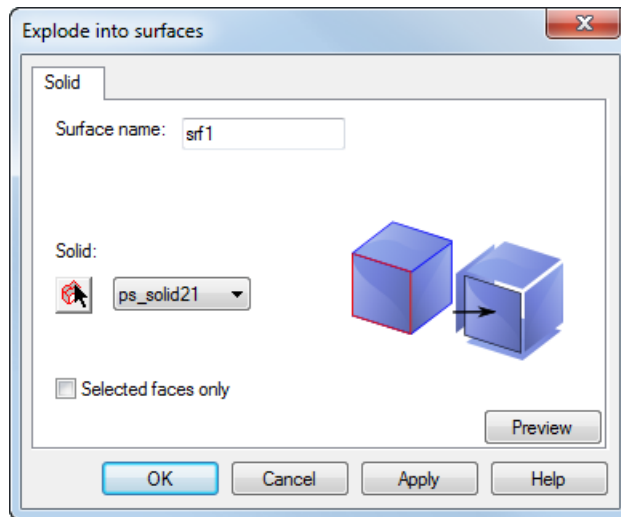 Explode into surfaces
Solid
Surface name: srf1
Solid:
ps_solid21
Selected faces only
Preview
OK Cancel Apply Help